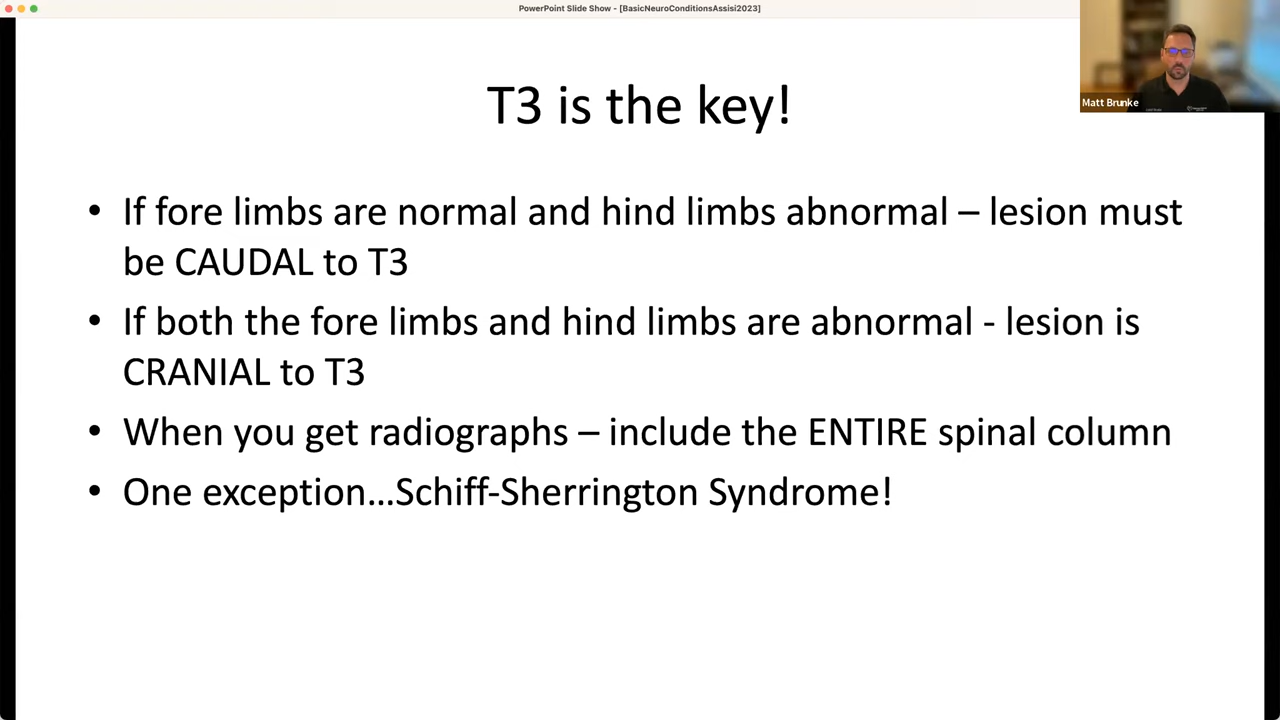 PowerPoint Slide Show - [BasicNeuroConditionsAssisi2023]
Matt Brunke
T3 is the key!
• If fore limbs are normal and hind limbs abnormal – lesion must
be CAUDAL to T3
• If both the fore limbs and hind limbs are abnormal - lesion is
CRANIAL to T3
• When you get radiographs – include the ENTIRE spinal column
• One exception...Schiff-Sherrington Syndrome!